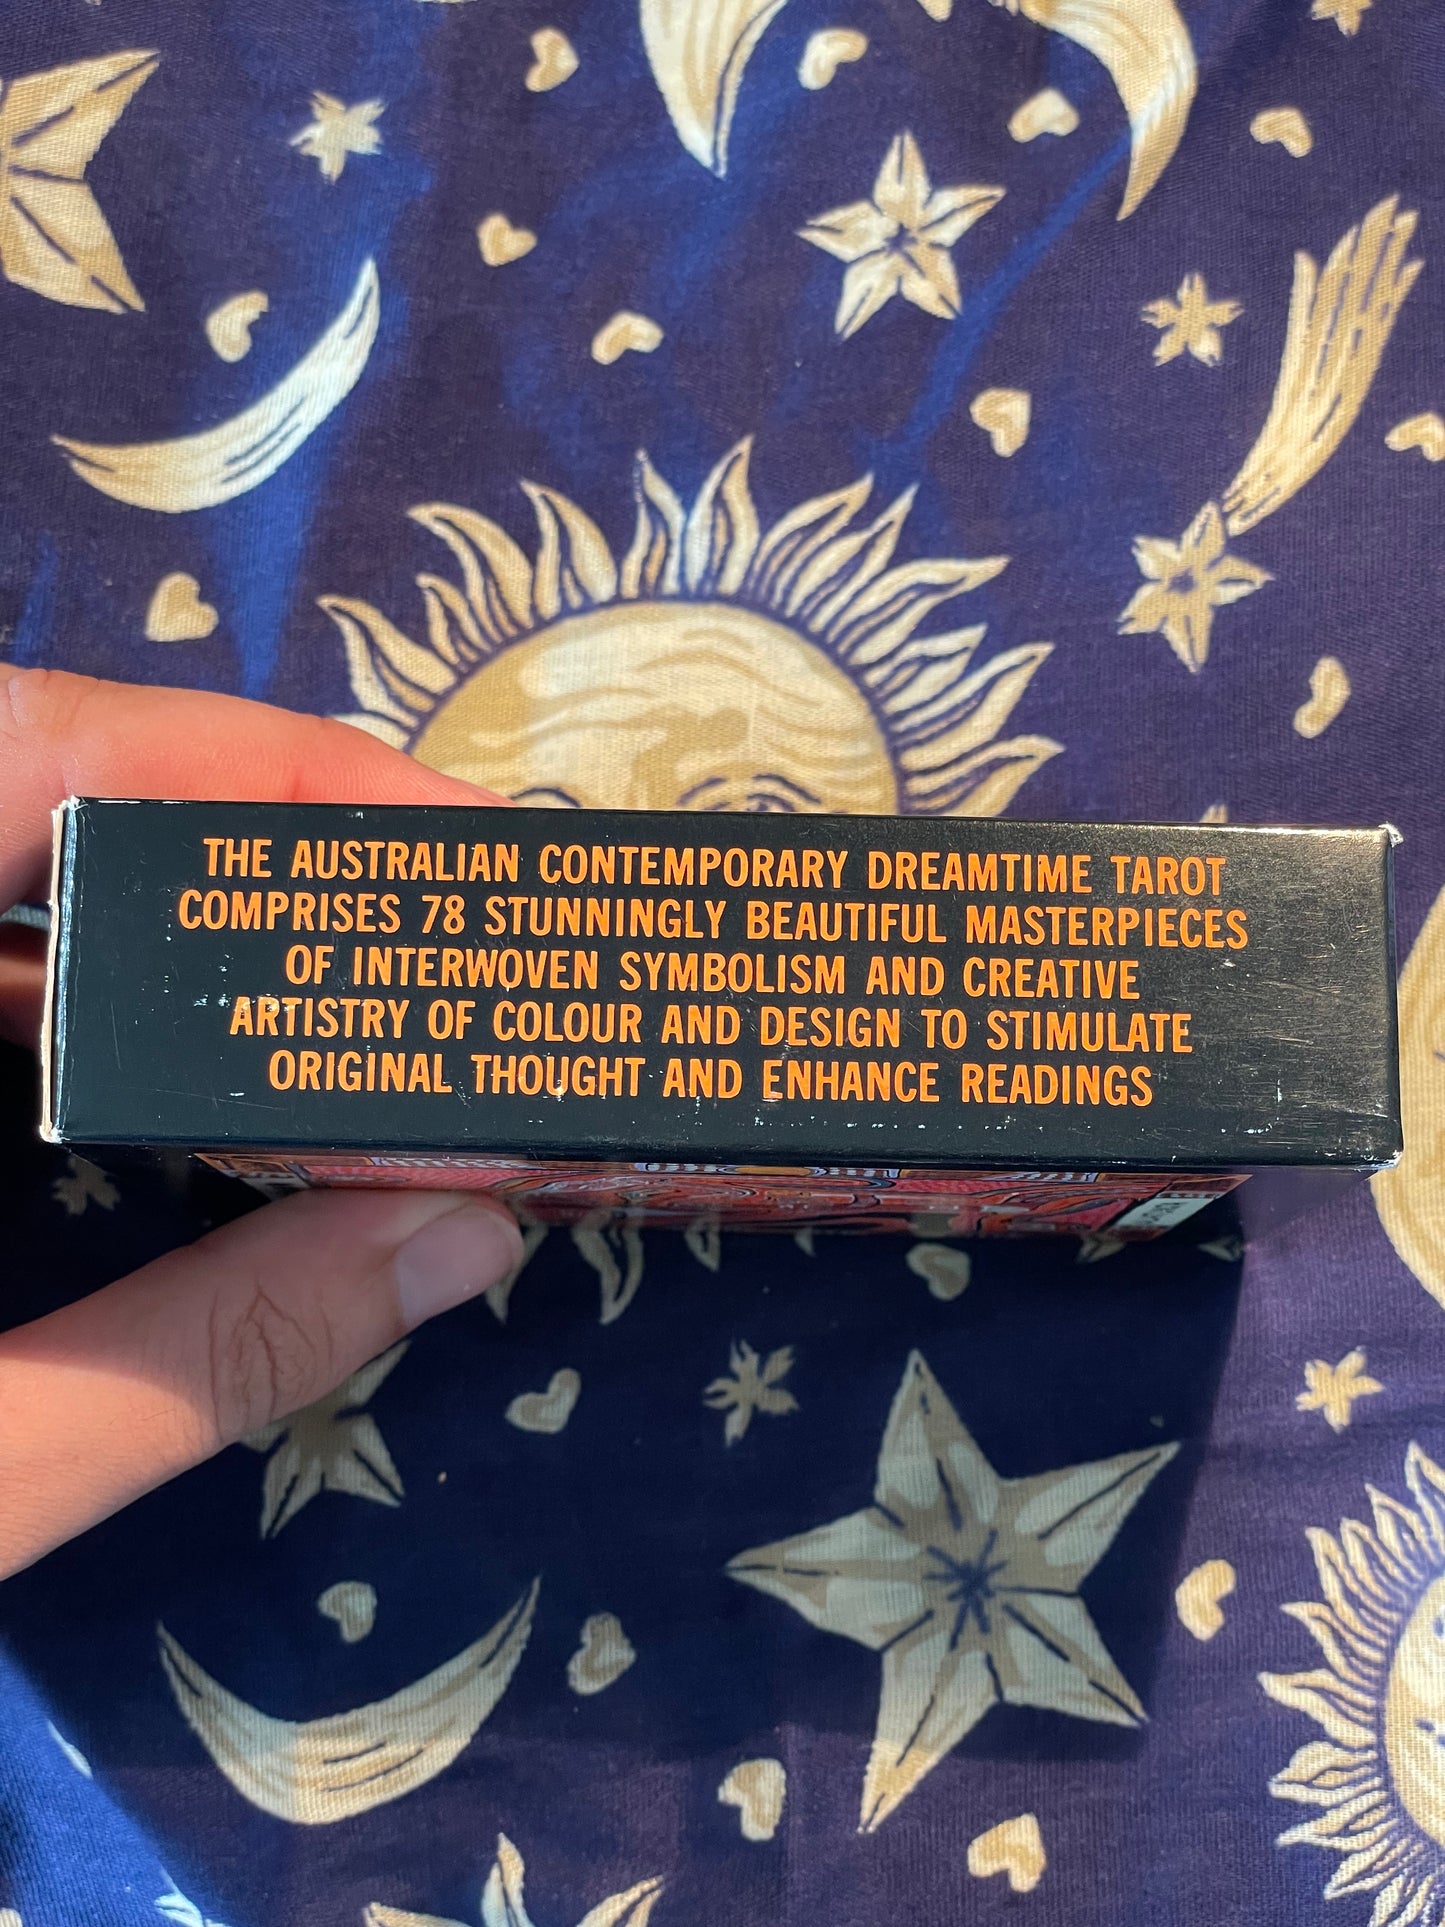 THE AUSTRALIAN CONTEMPORARY DREAMTIME TAROT
COMPRISES 78 STUNNINGLY BEAUTIFUL MASTERPIECES
OF INTERWOVEN SYMBOLISM AND CREATIVE
ARTISTRY OF COLOUR AND DESIGN TO STIMULATE
ORIGINAL THOUGHT AND ENHANCE READINGS